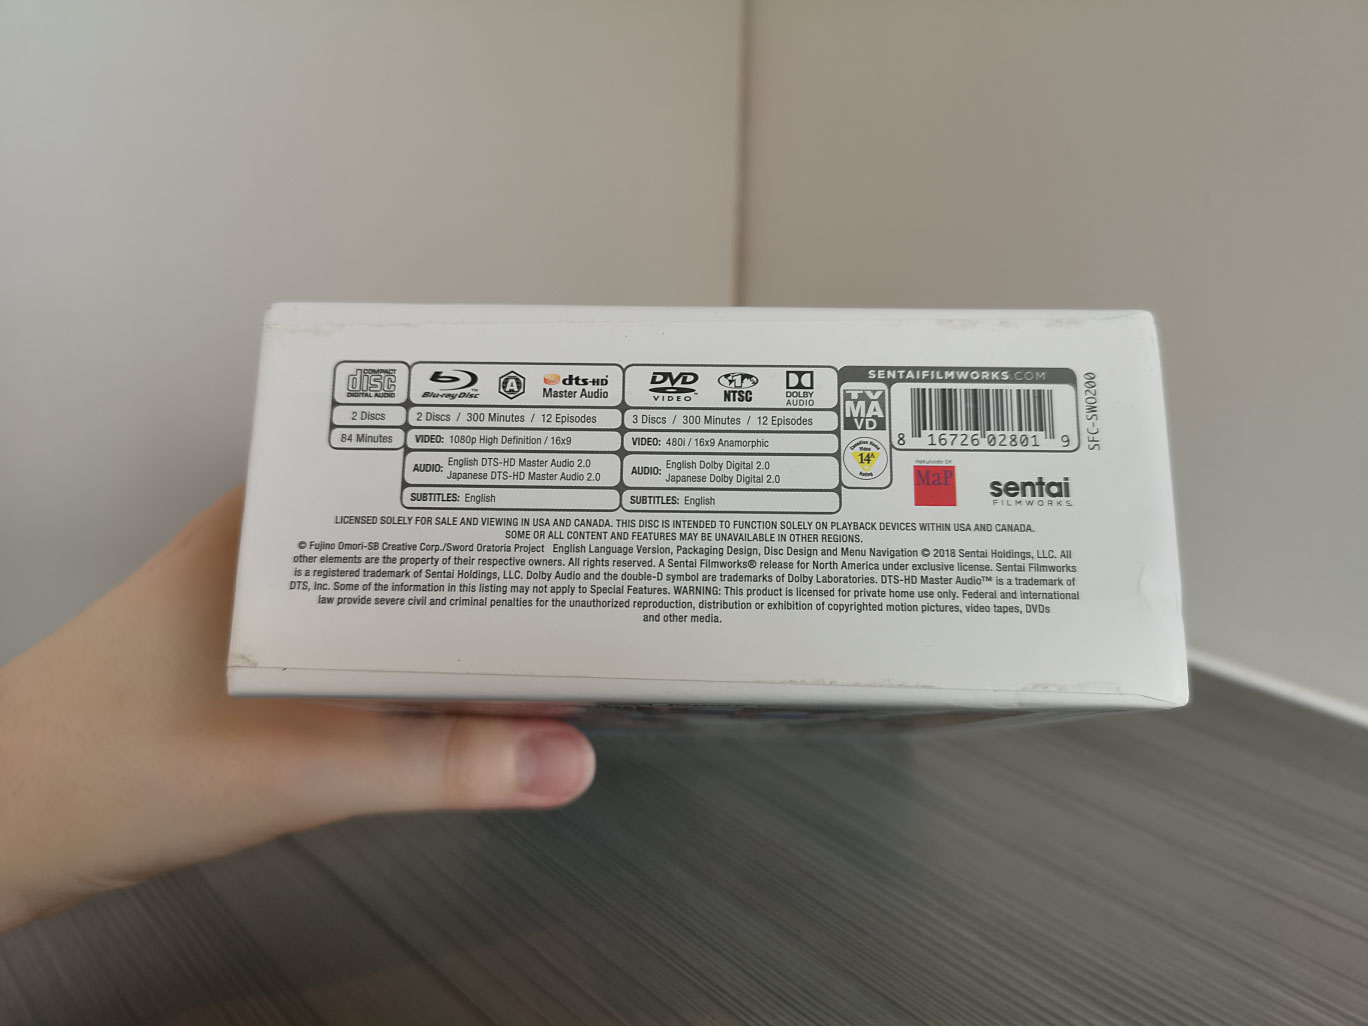 COMPACT
disc
DIGITAL AUDIO
2 Discs
84 Minutes
Blu-ray Disc™
A
dts-HD
Master Audio
2 Discs / 300 Minutes / 12 Episodes
VIDEO: 1080p High Definition / 16x9
AUDIO: English DTS-HD Master Audio 2.0
Japanese DTS-HD Master Audio 2.0
SUBTITLES: English
DVD
VIDEO™
NTSC
DOLBY
AUDIO
3 Discs / 300 Minutes / 12 Episodes
VIDEO: 480i / 16x9 Anamorphic
AUDIO: English Dolby Digital 2.0
Japanese Dolby Digital 2.0
SUBTITLES: English
SENTAIFILMWORKS.COM
TV
MA
VD
Canadian Home
Video
14A
Rated
8 16726 02801 9
SFC-SWO200
MaP
sentai
FILMWORKS
LICENSED SOLELY FOR SALE AND VIEWING IN USA AND CANADA. THIS DISC IS INTENDED TO FUNCTION SOLELY ON PLAYBACK DEVICES WITHIN USA AND CANADA.
SOME OR ALL CONTENT AND FEATURES MAY BE UNAVAILABLE IN OTHER REGIONS.
© Fujino Omori-SB Creative Corp./Sword Oratoria Project English Language Version, Packaging Design, Disc Design and Menu Navigation © 2018 Sentai Holdings, LLC. All
other elements are the property of their respective owners. All rights reserved. A Sentai Filmworks® release for North America under exclusive license. Sentai Filmworks
is a registered trademark of Sentai Holdings, LLC. Dolby Audio and the double-D symbol are trademarks of Dolby Laboratories. DTS-HD Master Audio™ is a trademark of
DTS, Inc. Some of the information in this listing may not apply to Special Features. WARNING: This product is licensed for private home use only. Federal and international
law provide severe civil and criminal penalties for the unauthorized reproduction, distribution or exhibition of copyrighted motion pictures, video tapes, DVDs
and other media.